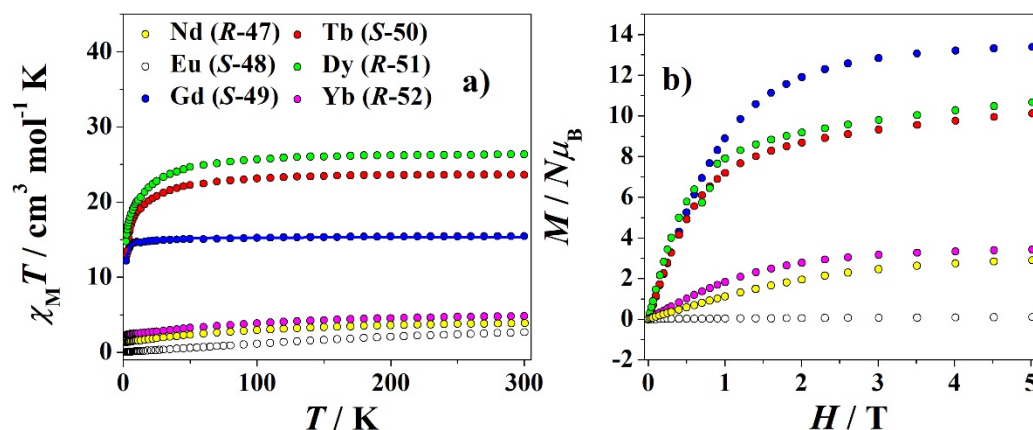 Nd (R-47) Tb (S-50)
Eu (S-48) Dy (R-51)
Gd (S-49) Yb (R-52)
a)
χMT / cm³ mol⁻¹ K
40
30
20
10
0
0 100 200 300
T / K
b)
M / NμB
14
12
10
8
6
4
2
0
-2
0 1 2 3 4 5
H / T